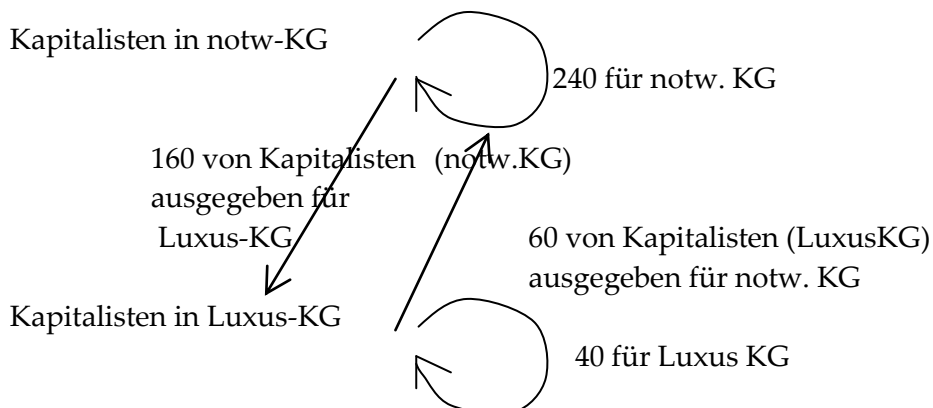 Kapitalisten in notw-KG
240 für notw. KG
160 von Kapitalisten (notw.KG)
ausgegeben für
Luxus-KG
60 von Kapitalisten (LuxusKG)
ausgegeben für notw. KG
Kapitalisten in Luxus-KG
40 für Luxus KG